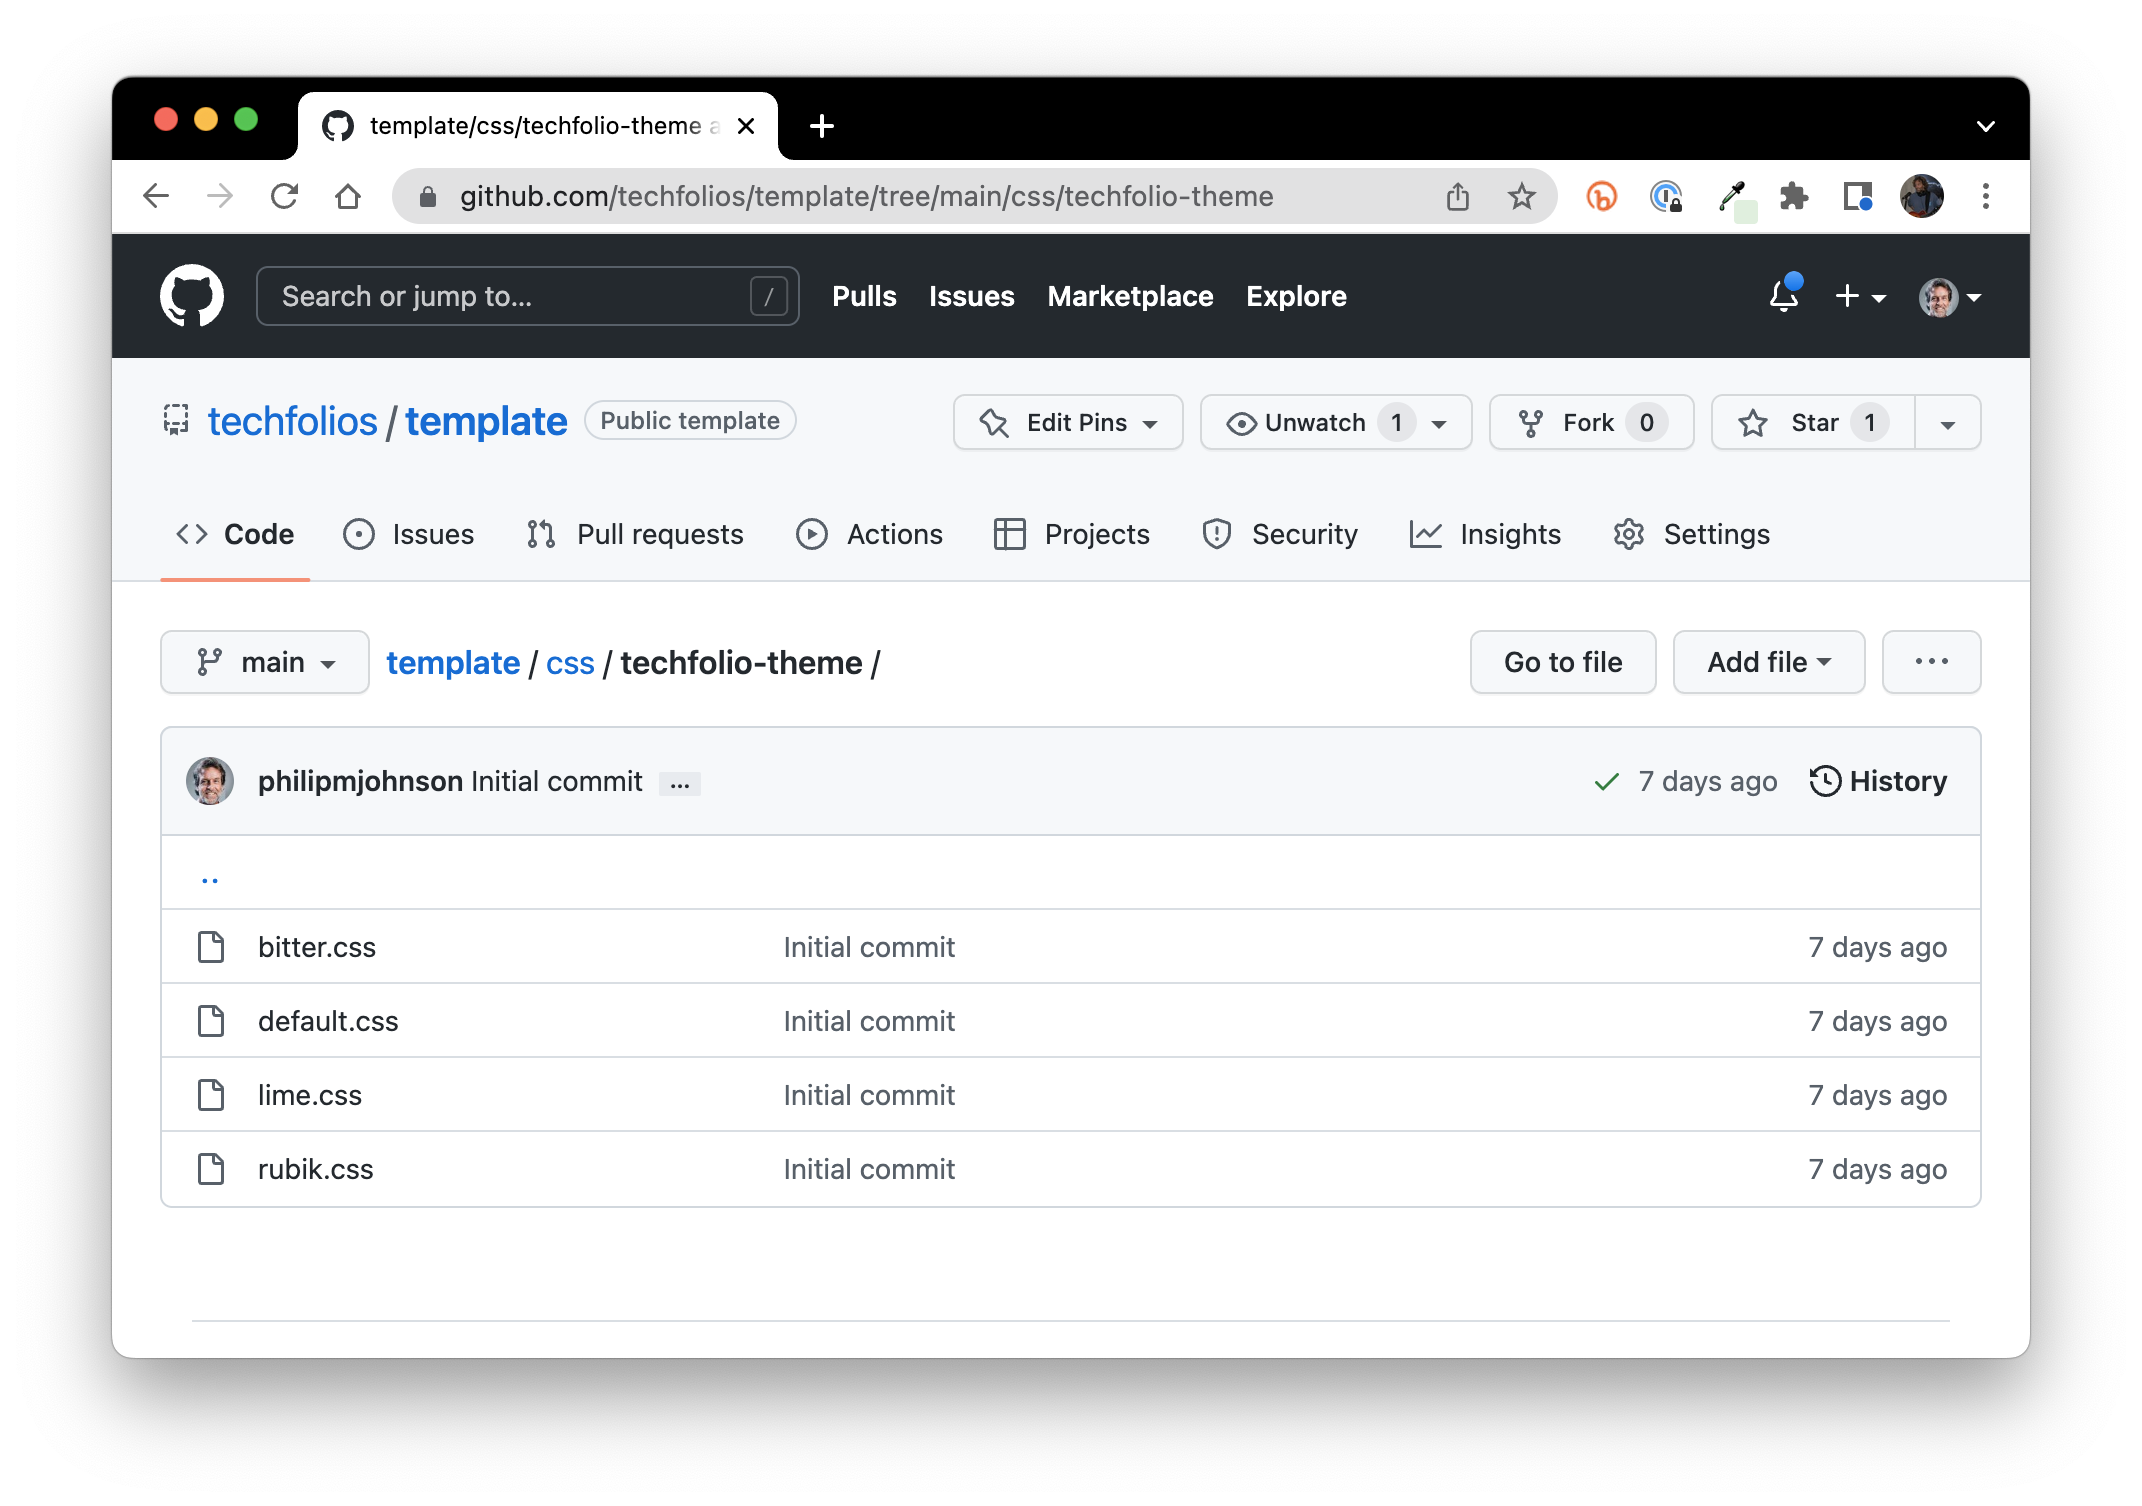 template/css/techfolio-theme a
github.com/techfolios/template/tree/main/css/techfolio-theme
Search or jump to... / Pulls Issues Marketplace Explore
techfolios / template Public template Edit Pins Unwatch 1 Fork 0 Star 1
Code Issues Pull requests Actions Projects Security Insights Settings
main template / css / techfolio-theme / Go to file Add file ...
philipmjohnson Initial commit ... 7 days ago History
..
bitter.css Initial commit 7 days ago
default.css Initial commit 7 days ago
lime.css Initial commit 7 days ago
rubik.css Initial commit 7 days ago